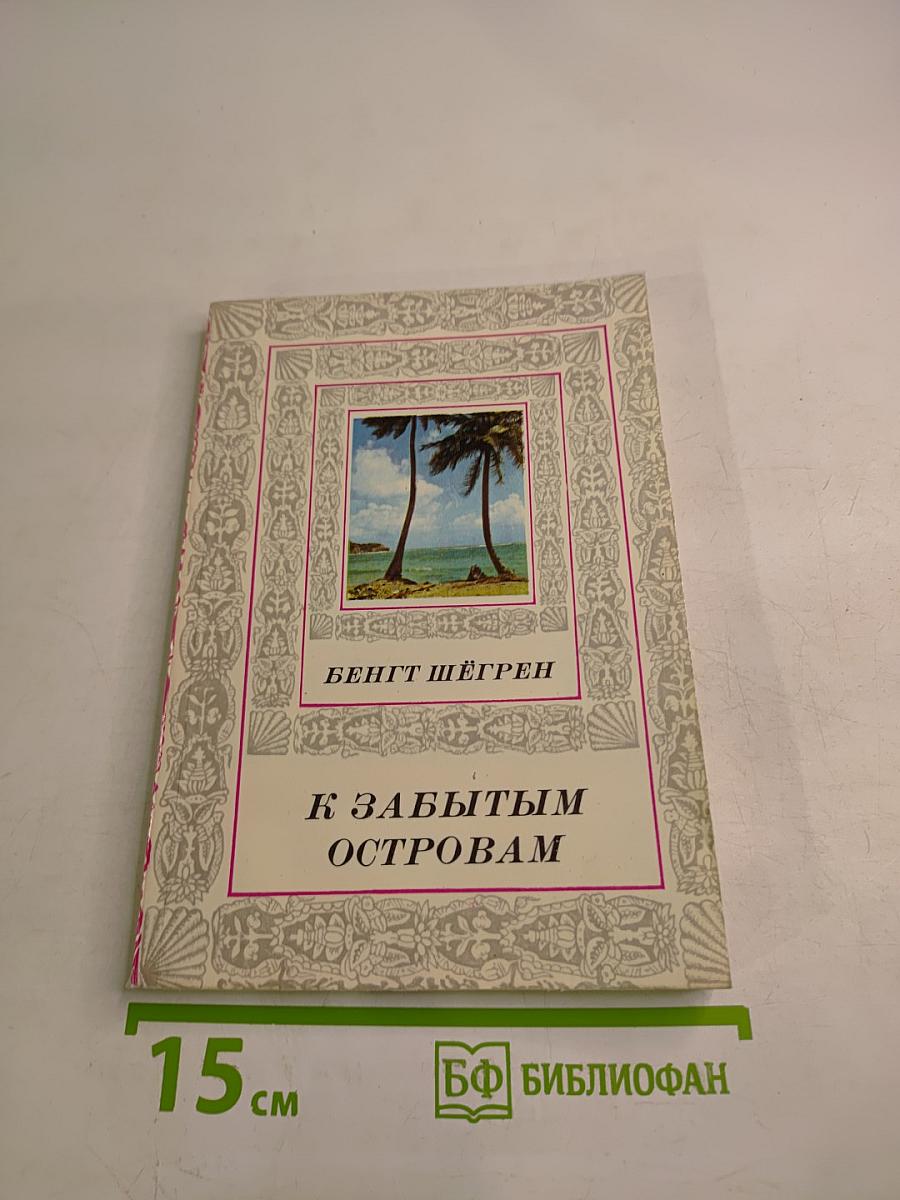 БЕНГТ ШЁГРЕН
К ЗАБЫТЫМ
ОСТРОВАМ
15 см
БФ БИБЛИОФАН